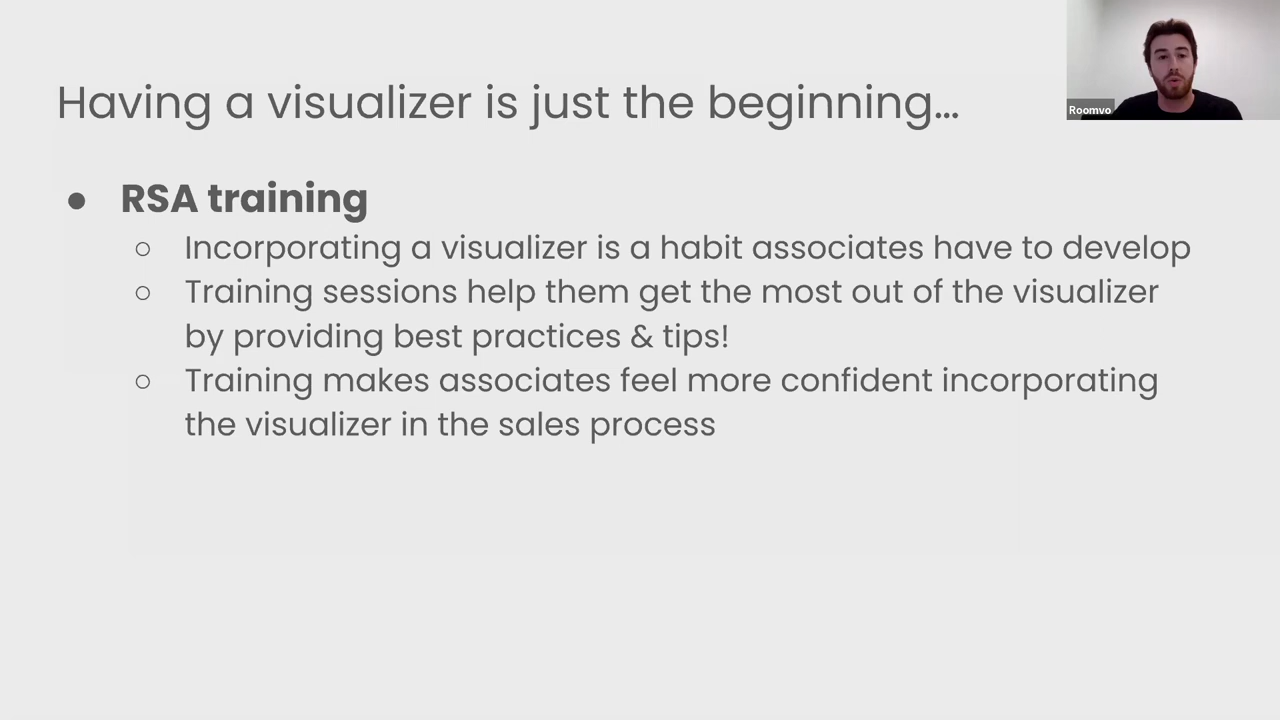 Having a visualizer is just the beginning...
Roomvo
● RSA training
○ Incorporating a visualizer is a habit associates have to develop
○ Training sessions help them get the most out of the visualizer
by providing best practices & tips!
○ Training makes associates feel more confident incorporating
the visualizer in the sales process